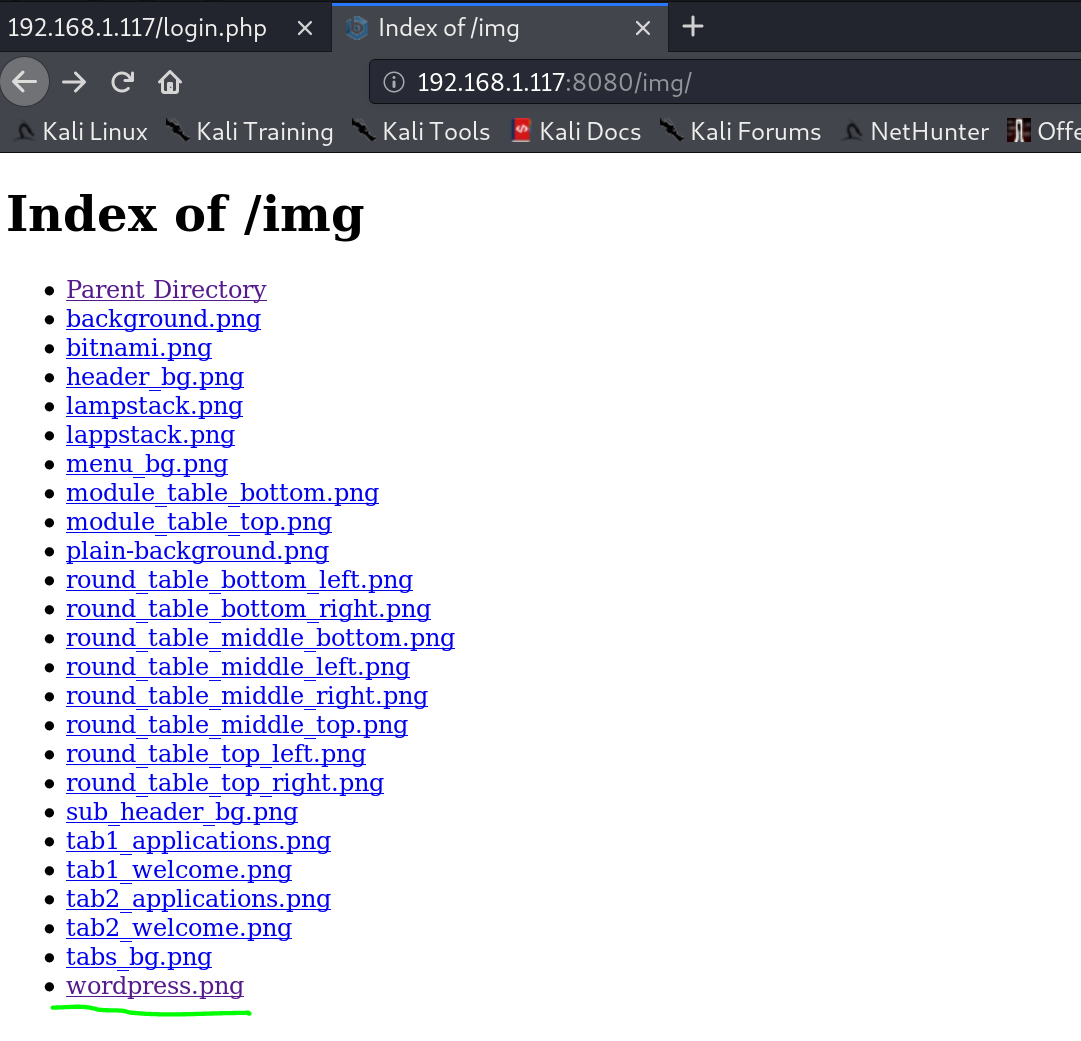 192.168.1.117/login.php
Index of /img
192.168.1.117:8080/img/
Kali Linux Kali Training Kali Tools Kali Docs Kali Forums NetHunter Offe
Index of /img
Parent Directory
background.png
bitnami.png
header_bg.png
lampstack.png
lappstack.png
menu_bg.png
module_table_bottom.png
module_table_top.png
plain-background.png
round_table_bottom_left.png
round_table_bottom_right.png
round_table_middle_bottom.png
round_table_middle_left.png
round_table_middle_right.png
round_table_middle_top.png
round_table_top_left.png
round_table_top_right.png
sub_header_bg.png
tab1_applications.png
tab1_welcome.png
tab2_applications.png
tab2_welcome.png
tabs_bg.png
wordpress.png